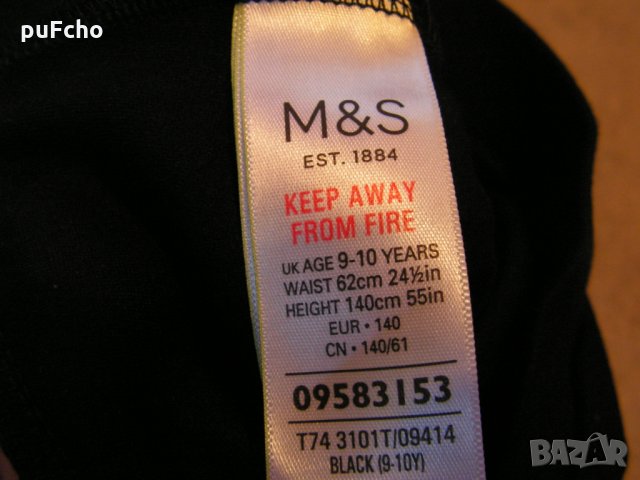 puFcho
M&S
EST. 1884
KEEP AWAY
FROM FIRE
UK AGE 9-10 YEARS
WAIST 62cm 24½in
HEIGHT 140cm 55in
EUR • 140
CN • 140/61
09583153
T74 3101T/09414
BLACK (9-10Y)
BAZAR